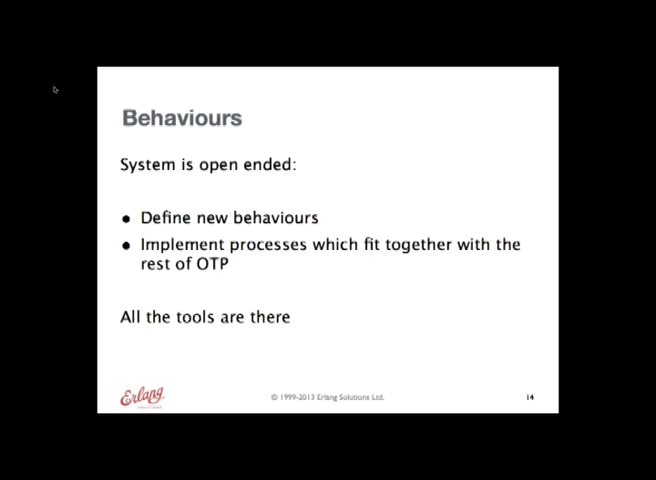 Behaviours
System is open ended:
• Define new behaviours
• Implement processes which fit together with the
rest of OTP
All the tools are there
Erlang
SOLUTIONS
© 1999-2013 Erlang Solutions Ltd.
14